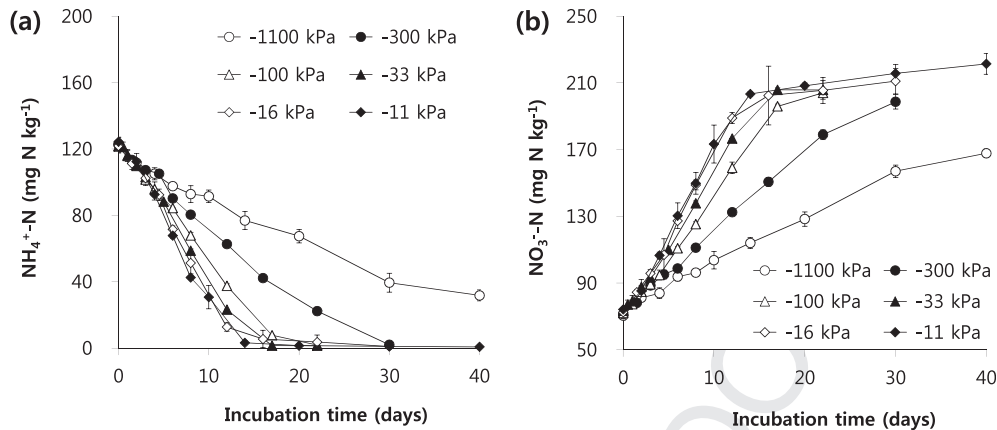 (a)
NH₄⁺-N (mg N kg⁻¹)
200
160
120
80
40
0
-1100 kPa -300 kPa
-100 kPa -33 kPa
-16 kPa -11 kPa
0 10 20 30 40
Incubation time (days)
(b)
NO₃⁻-N (mg N kg⁻¹)
250
210
170
130
90
50
-1100 kPa -300 kPa
-100 kPa -33 kPa
-16 kPa -11 kPa
0 10 20 30 40
Incubation time (days)